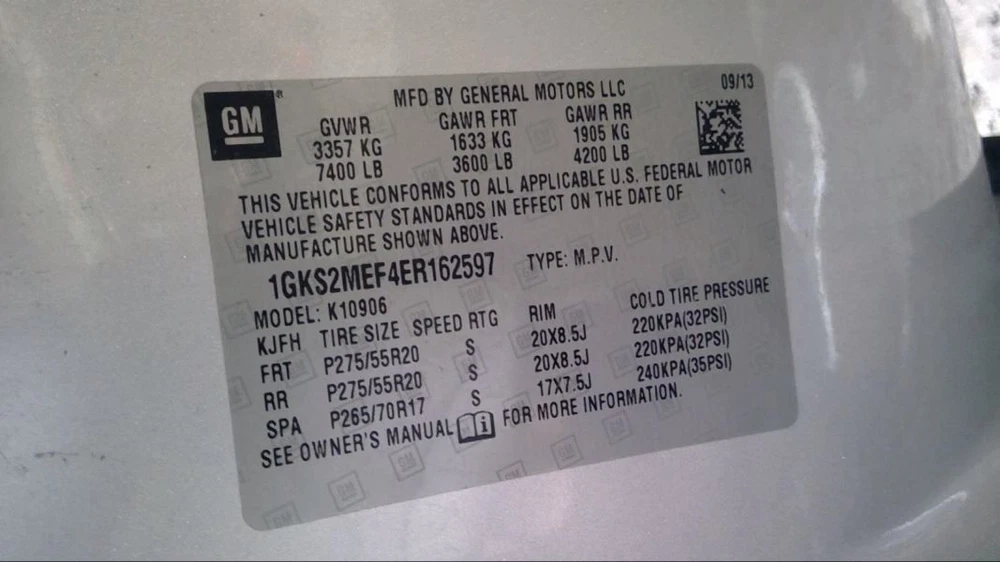 GM® MFD BY GENERAL MOTORS LLC 09/13
GVWR GAWR FRT GAWR RR
3357 KG 1633 KG 1905 KG
7400 LB 3600 LB 4200 LB
THIS VEHICLE CONFORMS TO ALL APPLICABLE U.S. FEDERAL MOTOR
VEHICLE SAFETY STANDARDS IN EFFECT ON THE DATE OF
MANUFACTURE SHOWN ABOVE.
1GKS2MEF4ER162597 TYPE: M.P.V.
MODEL: K10906
KJFH TIRE SIZE SPEED RTG RIM COLD TIRE PRESSURE
FRT P275/55R20 S 20X8.5J 220KPA(32PSI)
RR P275/55R20 S 20X8.5J 220KPA(32PSI)
SPA P265/70R17 S 17X7.5J 240KPA(35PSI)
SEE OWNER'S MANUAL FOR MORE INFORMATION.